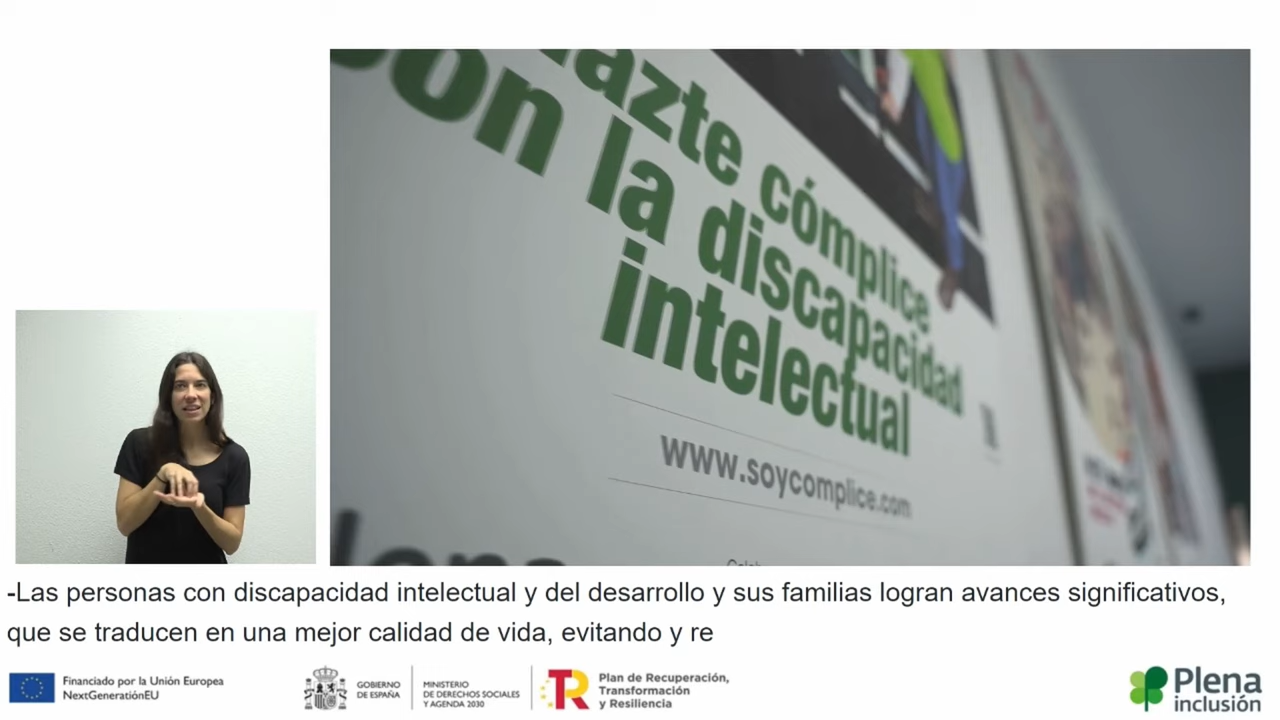 Hazte cómplice
con la discapacidad
intelectual
www.soycomplice.com
-Las personas con discapacidad intelectual y del desarrollo y sus familias logran avances significativos,
que se traducen en una mejor calidad de vida, evitando y re
Financiado por la Unión Europea
NextGenerationEU
GOBIERNO
DE ESPAÑA
MINISTERIO
DE DERECHOS SOCIALES
Y AGENDA 2030
TR
Plan de Recuperación,
Transformación
y Resiliencia
Plena
inclusión